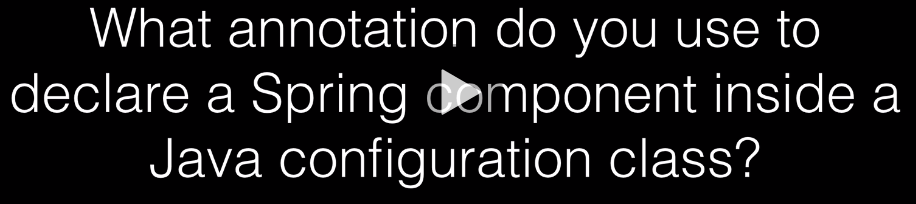 What annotation do you use to
declare a Spring component inside a
Java configuration class?